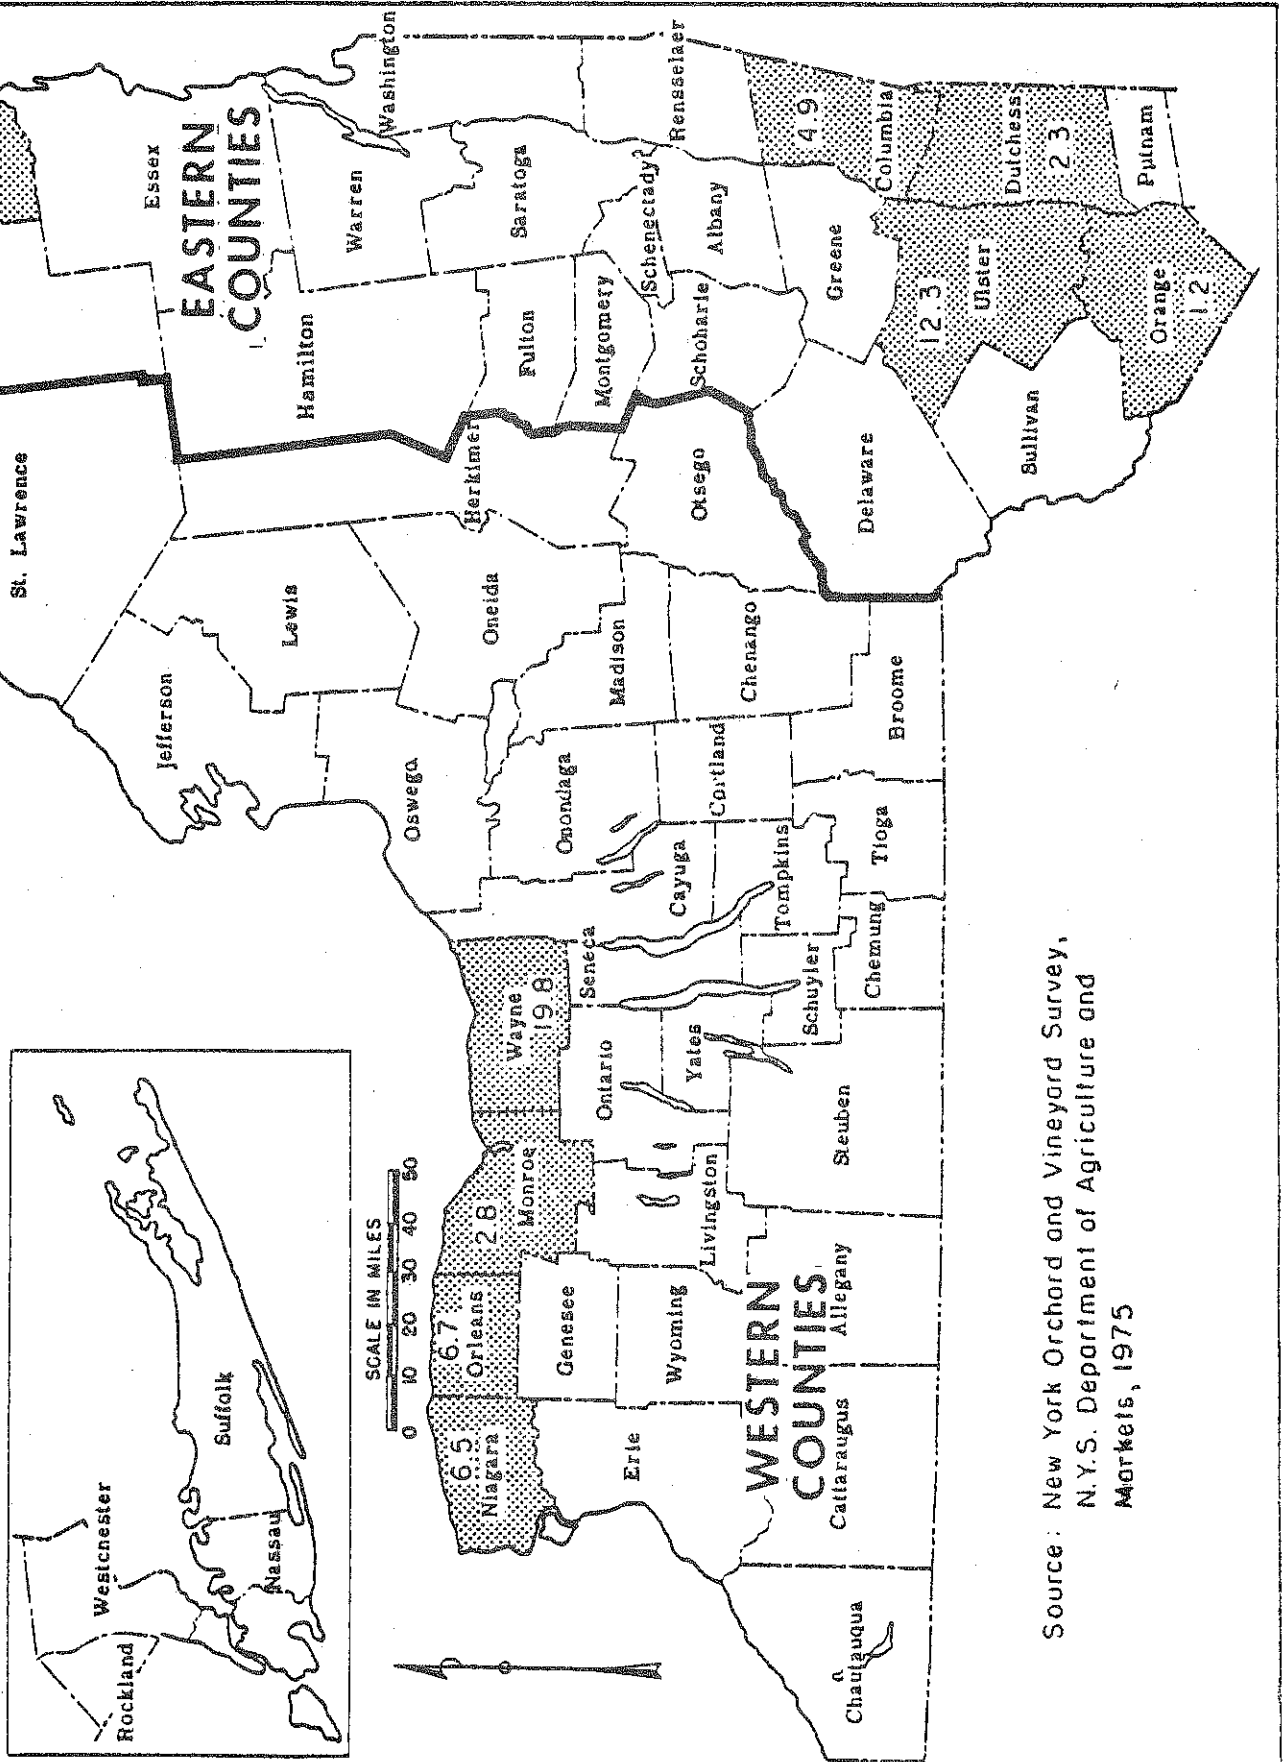 St. Lawrence
Essex
EASTERN
COUNTIES
Jefferson
Lewis
Hamilton
Warren
Washington
Oswego
Oneida
Herkimer
Fulton
Saratoga
Montgomery
Schenectady
Rensselaer
Albany
Schoharie
Otsego
Madison
Onondaga
Cayuga
Cortland
Chenango
Seneca
Wayne
19.8
Monroe
2.8
Orleans
6.7
Niagara
6.5
Genesee
Ontario
Yates
Livingston
Wyoming
Erie
WESTERN
COUNTIES
Schuyler
Tompkins
Tioga
Chemung
Broome
Steuben
Allegany
Cattaraugus
a
Chautauqua
Delaware
Greene
4.9
Columbia
12.3
Ulster
Dutchess
2.3
Sullivan
Orange
1.2
Putnam
Rockland
Westchester
Nassau
Suffolk
SCALE IN MILES
0 10 20 30 40 50
Source: New York Orchard and Vineyard Survey,
N.Y.S. Department of Agriculture and
Markets, 1975